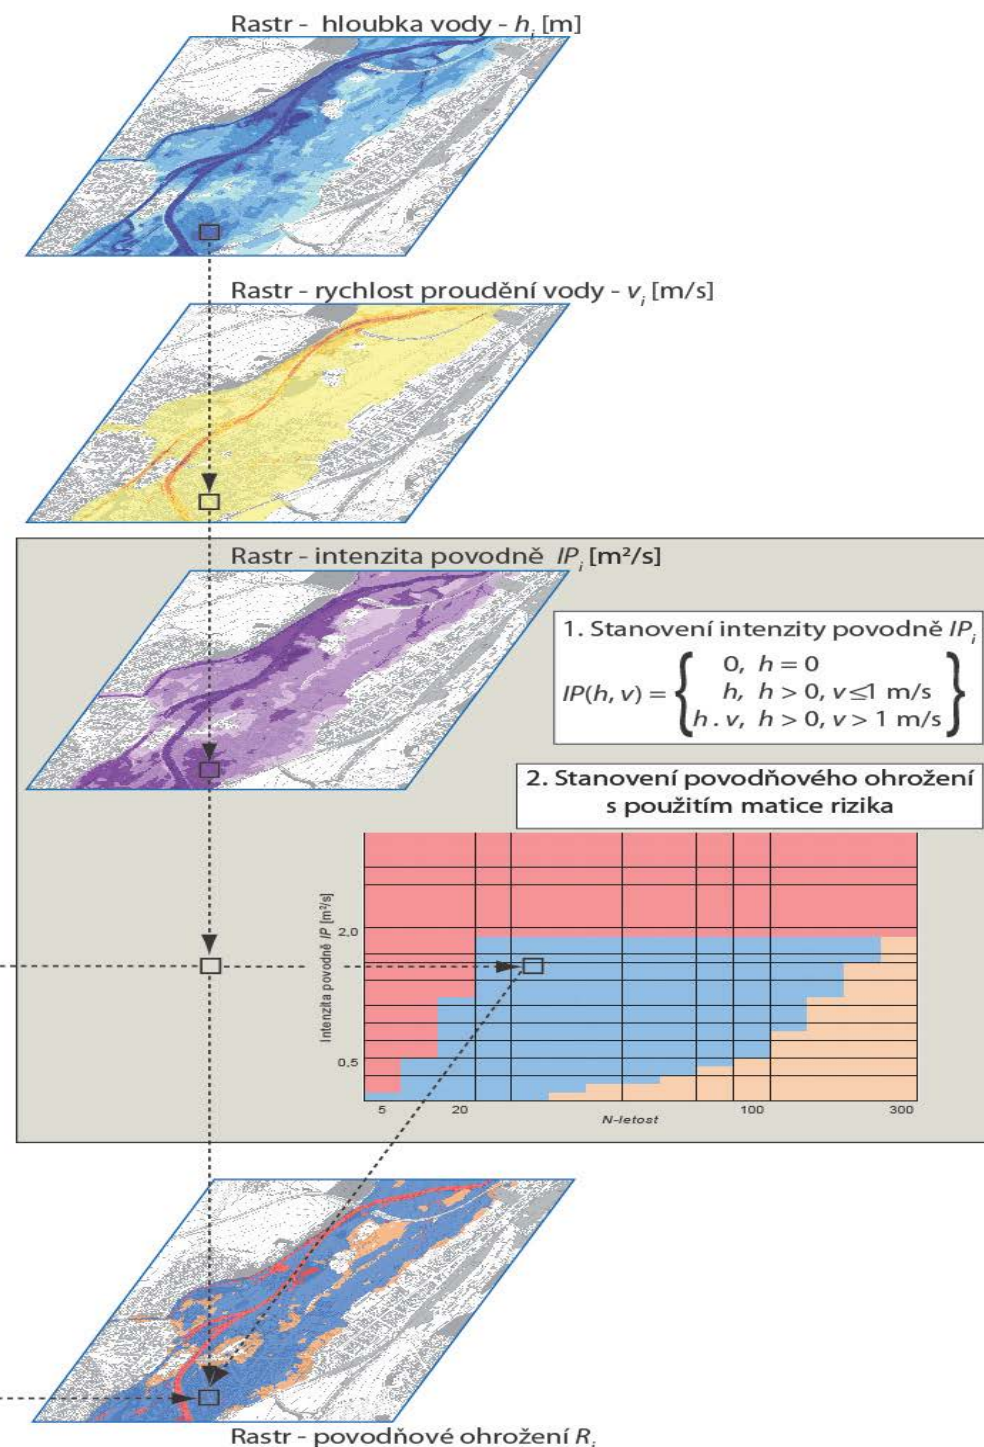 Rastr - hloubka vody - hᵢ [m]
Rastr - rychlost proudění vody - vᵢ [m/s]
Rastr - intenzita povodně IPᵢ [m²/s]
1. Stanovení intenzity povodně IPᵢ
IP(h, v) = {
0, h = 0
h, h > 0, v ≤1 m/s
h . v, h > 0, v > 1 m/s
}
2. Stanovení povodňového ohrožení
s použitím matice rizika
Intenzita povodně IP [m²/s]
2,0
0,5
5 20 100 300
N-letost
Rastr - povodňové ohrožení Rᵢ